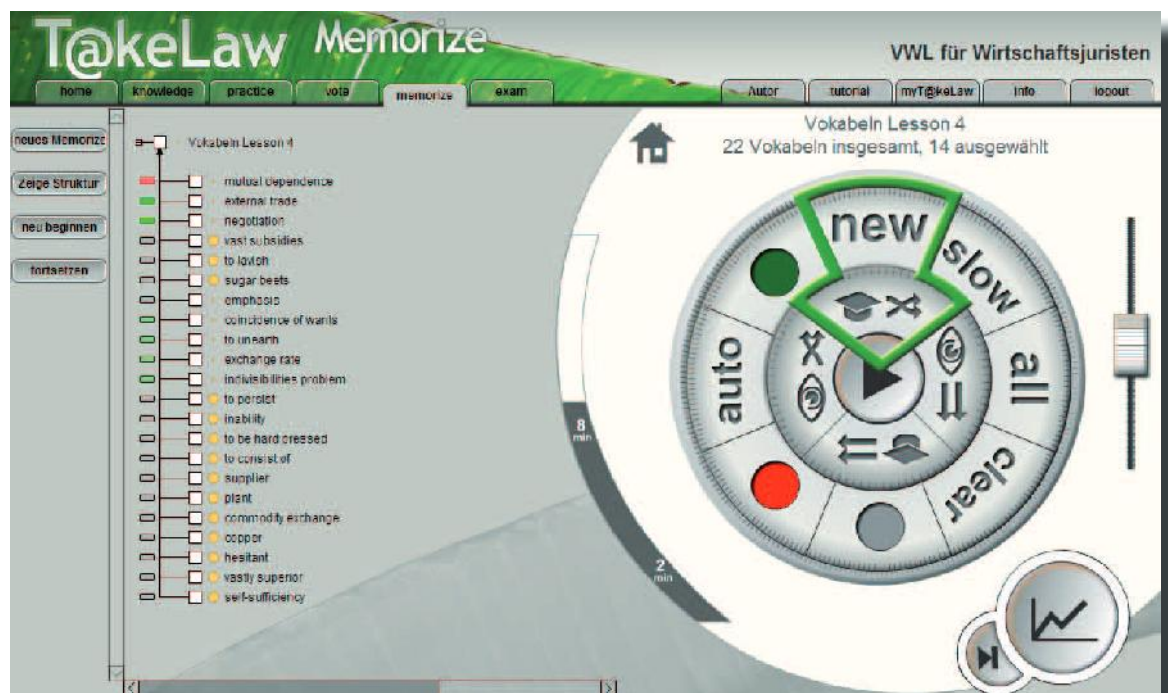 T@keLaw Memorize
VWL für Wirtschaftsjuristen
home knowledge practice vote memorize exam Autor tutorial myT@keLaw info logout
neues Memorize
Zeige Struktur
neu beginnen
fortsetzen
Vokabeln Lesson 4
mutual dependence
external trade
negotiation
vast subsidies
to lavish
sugar beets
emphasis
coincidence of wants
to unearth
exchange rate
indivisibilities problem
to persist
inability
to be hard pressed
to consist of
supplier
plant
commodity exchange
copper
hesitant
vastly superior
self-sufficiency
Vokabeln Lesson 4
22 Vokabeln insgesamt, 14 ausgewählt
new
slow
all
clear
auto
8
min
2
min